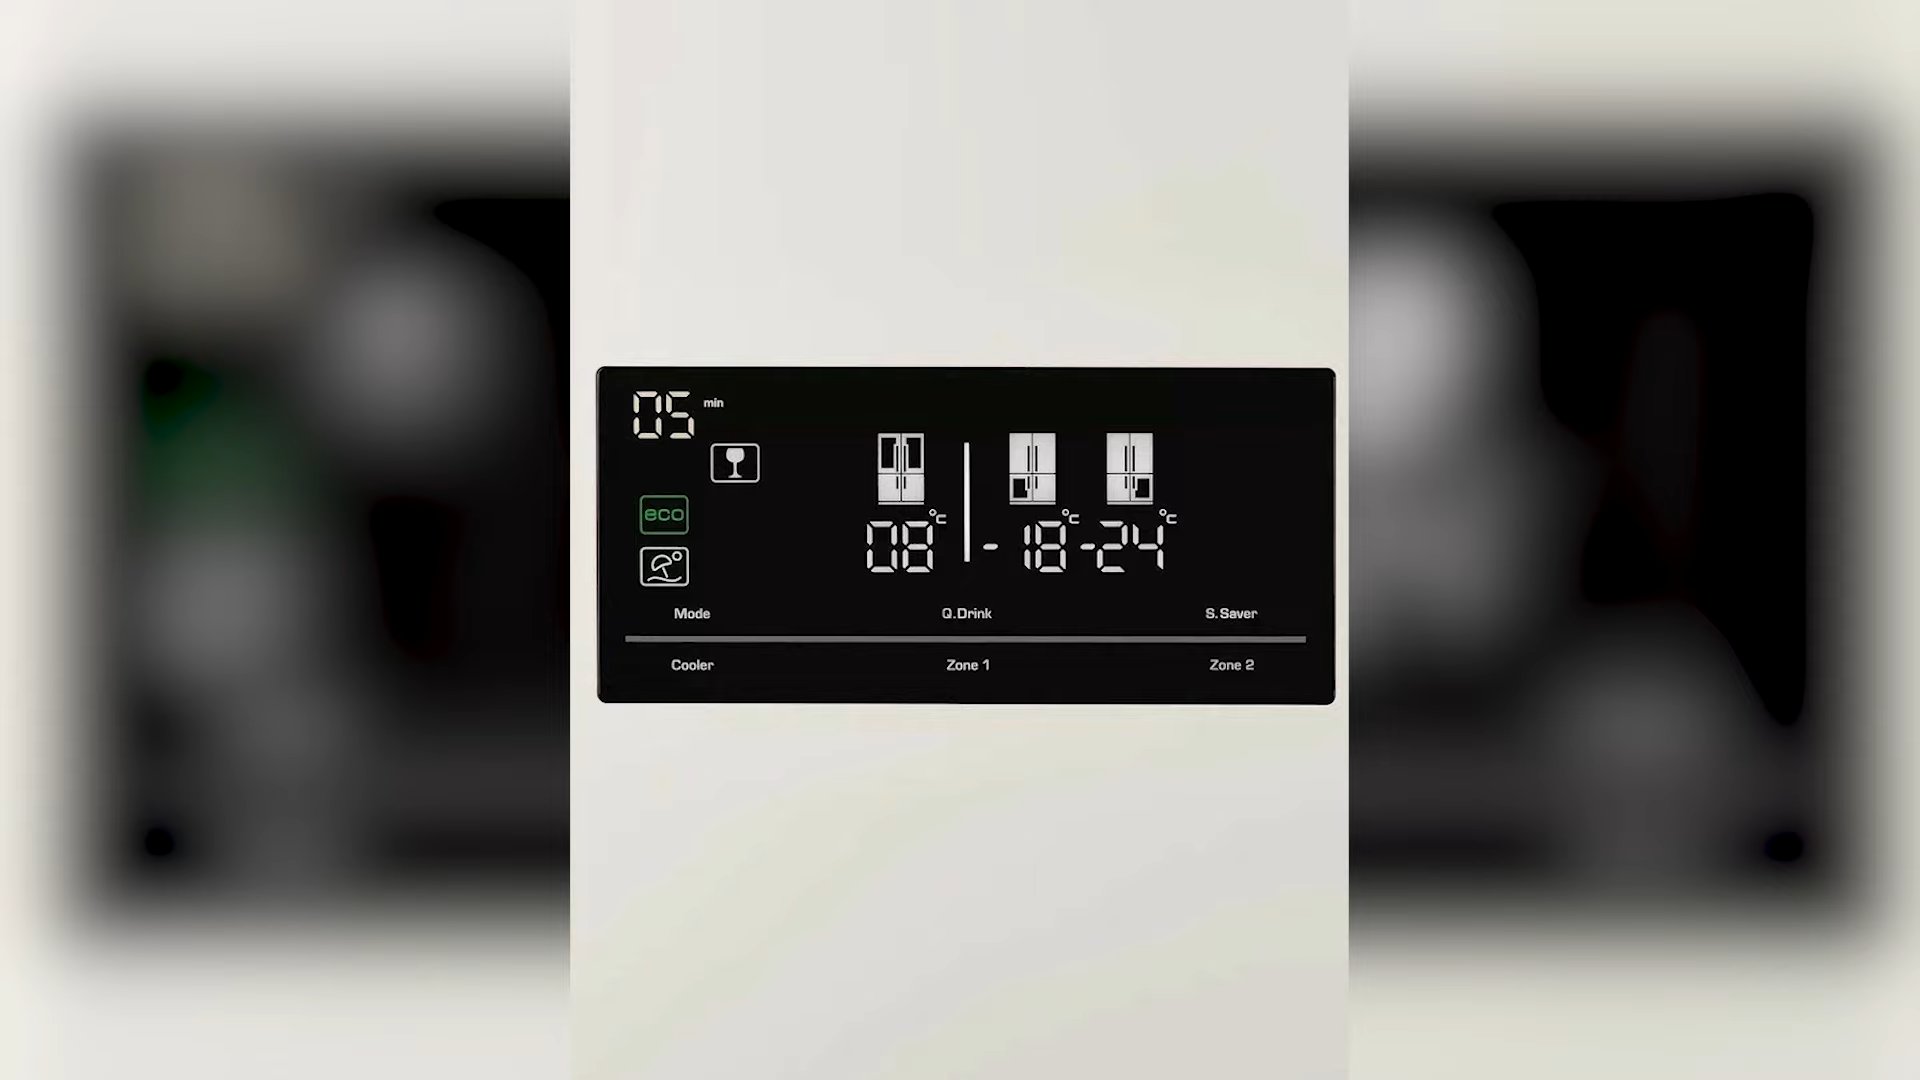 05 min
eco
08 °C
-18 °C
-24 °C
Mode
Q.Drink
S.Saver
Cooler
Zone 1
Zone 2